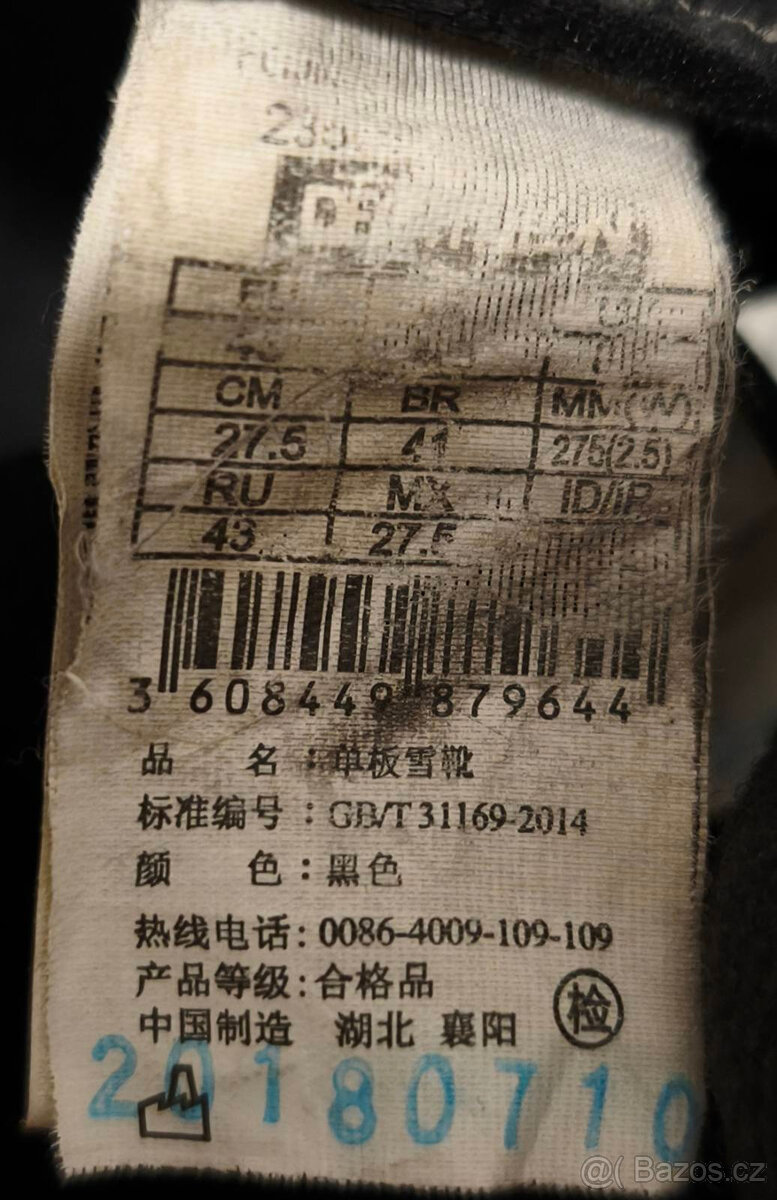 CM BR MM(W)
27.5 41 275(2.5)
RU MX
43 27.5
3 608449 879644
品 名：单板雪靴
标准编号：GB/T 31169-2014
颜 色：黑色
热线电话：0086-4009-109-109
产品等级：合格品
中国制造 湖北 襄阳 检
20180710
@( Bazos.cz